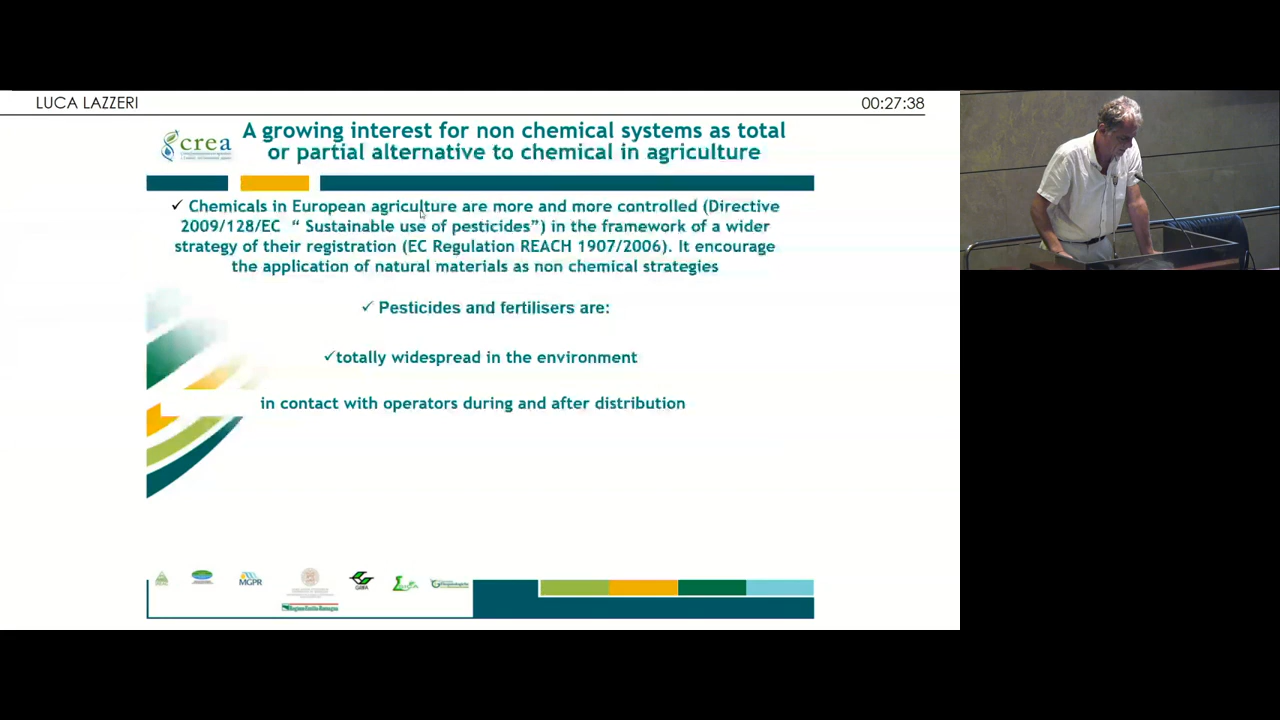 LUCA LAZZERI
00:27:38
crea
A growing interest for non chemical systems as total
or partial alternative to chemical in agriculture
✓ Chemicals in European agriculture are more and more controlled (Directive
2009/128/EC “ Sustainable use of pesticides”) in the framework of a wider
strategy of their registration (EC Regulation REACH 1907/2006). It encourage
the application of natural materials as non chemical strategies
✓ Pesticides and fertilisers are:
✓totally widespread in the environment
in contact with operators during and after distribution
MGPR